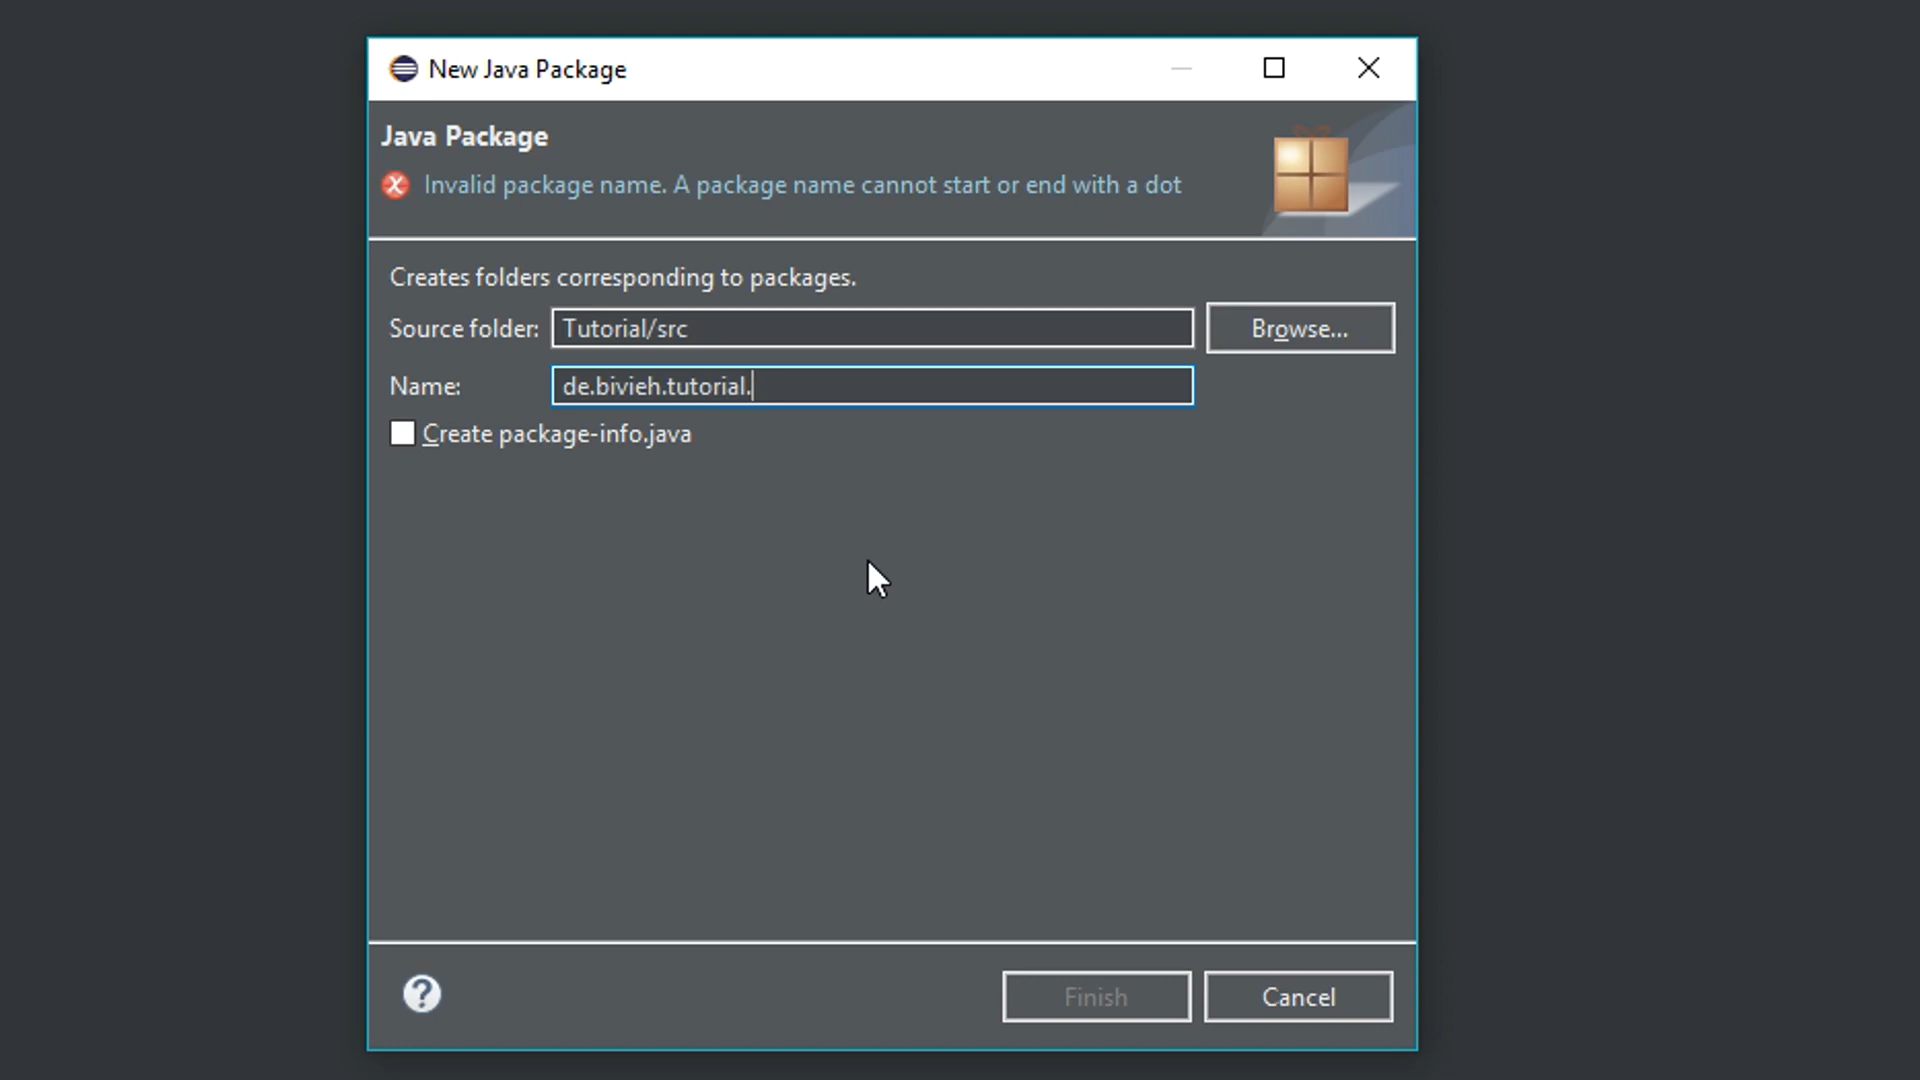 New Java Package
Java Package
Invalid package name. A package name cannot start or end with a dot
Creates folders corresponding to packages.
Source folder: Tutorial/src Browse...
Name: de.bivieh.tutorial.
Create package-info.java
Finish Cancel